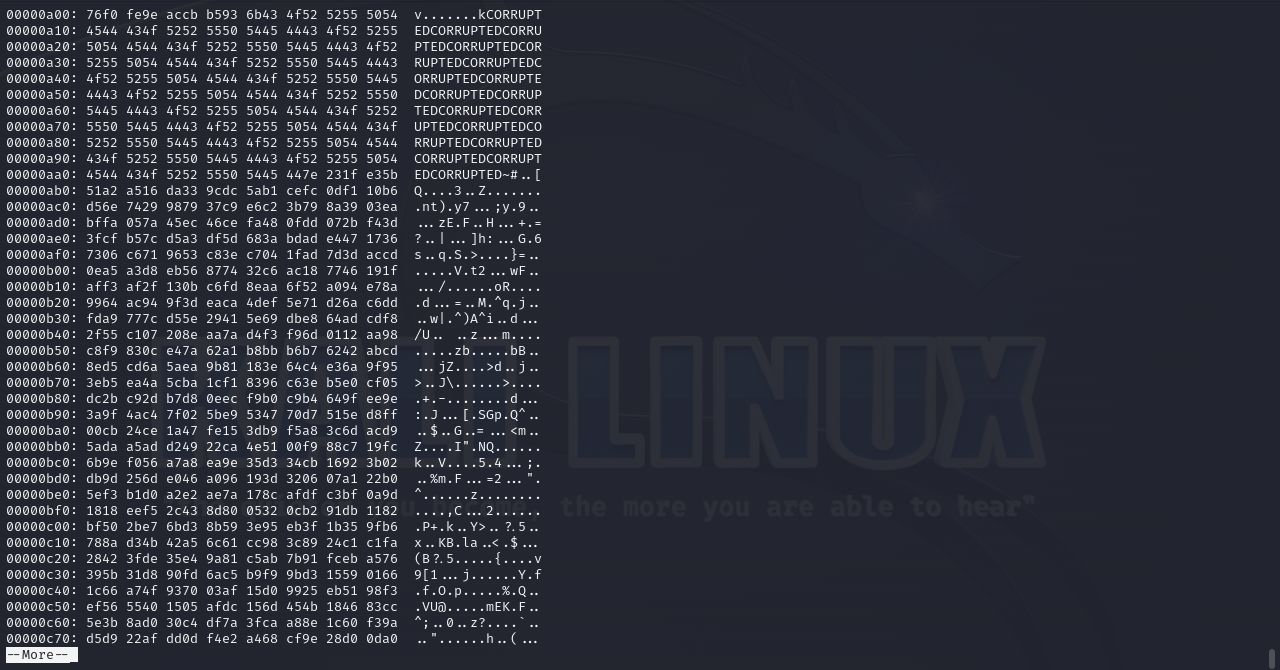 00000a00: 76f0 fe9e accb b593 6b43 4f52 5255 5054  v.......kCORRUPT
00000a10: 4544 434f 5252 5550 5445 4443 4f52 5255  EDCORRUPTEDCORRU
00000a20: 5054 4544 434f 5252 5550 5445 4443 4f52  PTEDCORRUPTEDCOR
00000a30: 5255 5054 4544 434f 5252 5550 5445 4443  RUPTEDCORRUPTEDC
00000a40: 4f52 5255 5054 4544 434f 5252 5550 5445  ORRUPTEDCORRUPTE
00000a50: 4443 4f52 5255 5054 4544 434f 5252 5550  DCORRUPTEDCORRUP
00000a60: 5445 4443 4f52 5255 5054 4544 434f 5252  TEDCORRUPTEDCORR
00000a70: 5550 5445 4443 4f52 5255 5054 4544 434f  UPTEDCORRUPTEDCO
00000a80: 5252 5550 5445 4443 4f52 5255 5054 4544  RRUPTEDCORRUPTED
00000a90: 434f 5252 5550 5445 4443 4f52 5255 5054  CORRUPTEDCORRUPT
00000aa0: 4544 434f 5252 5550 5445 447e 231f e35b  EDCORRUPTED~#..[
00000ab0: 51a2 a516 da33 9cdc 5ab1 cefc 0df1 10b6  Q....3..Z.......
00000ac0: d56e 7429 9879 37c9 e6c2 3b79 8a39 03ea  .nt).y7...;y.9..
00000ad0: bffa 057a 45ec 46ce fa48 0fdd 072b f43d  ...zE.F..H...+.=
00000ae0: 3fcf b57c d5a3 df5d 683a bdad e447 1736  ?..|...]h:...G.6
00000af0: 7306 c671 9653 c83e c704 1fad 7d3d accd  s..q.S.>....}=..
00000b00: 0ea5 a3d8 eb56 8774 32c6 ac18 7746 191f  .....V.t2...wF..
00000b10: aff3 af2f 130b c6fd 8eaa 6f52 a094 e78a  .../......oR....
00000b20: 9964 ac94 9f3d eaca 4def 5e71 d26a c6dd  .d...=..M.^q.j..
00000b30: fda9 777c d55e 2941 5e69 dbe8 64ad cdf8  ..w|.^)A^i..d...
00000b40: 2f55 c107 208e aa7a d4f3 f96d 0112 aa98  /U.. ..z...m....
00000b50: c8f9 830c e47a 62a1 b8bb b6b7 6242 abcd  .....zb.....bB..
00000b60: 8ed5 cd6a 5aea 9b81 183e 64c4 e36a 9f95  ...jZ....>d..j..
00000b70: 3eb5 ea4a 5cba 1cf1 8396 c63e b5e0 cf05  >..J\......>....
00000b80: dc2b c92d b7d8 0eec f9b0 c9b4 649f ee9e  .+.-........d...
00000b90: 3a9f 4ac4 7f02 5be9 5347 70d7 515e d8ff  :.J...[.SGp.Q^..
00000ba0: 00cb 24ce 1a47 fe15 3db9 f5a8 3c6d acd9  ..$..G..=...<m..
00000bb0: 5ada a5ad d249 22ca 4e51 00f9 88c7 19fc  Z....I".NQ......
00000bc0: 6b9e f056 a7a8 ea9e 35d3 34cb 1692 3b02  k..V....5.4...;.
00000bd0: db9d 256d e046 a096 193d 3206 07a1 22b0  ..%m.F...=2...".
00000be0: 5ef3 b1d0 a2e2 ae7a 178c afdf c3bf 0a9d  ^......z........
00000bf0: 1818 eef5 2c43 8d80 0532 0cb2 91db 1182  ....,C...2......
00000c00: bf50 2be7 6bd3 8b59 3e95 eb3f 1b35 9fb6  .P+.k..Y>..?.5..
00000c10: 788a d34b 42a5 6c61 cc98 3c89 24c1 c1fa  x..KB.la..<.$...
00000c20: 2842 3fde 35e4 9a81 c5ab 7b91 fceb a576  (B?.5.....{....v
00000c30: 395b 31d8 90fd 6ac5 b9f9 9bd3 1559 0166  9[1...j......Y.f
00000c40: 1c66 a74f 9370 03af 15d0 9925 eb51 98f3  .f.O.p.....%.Q..
00000c50: ef56 5540 1505 afdc 156d 454b 1846 83cc  .VU@.....mEK.F..
00000c60: 5e3b 8ad0 30c4 df7a 3fca a88e 1c60 f39a  ^;..0..z?....`..
00000c70: d5d9 22af dd0d f4e2 a468 cf9e 28d0 0da0  .."......h..(...
--More--
LINUX
the more you are able to hear"